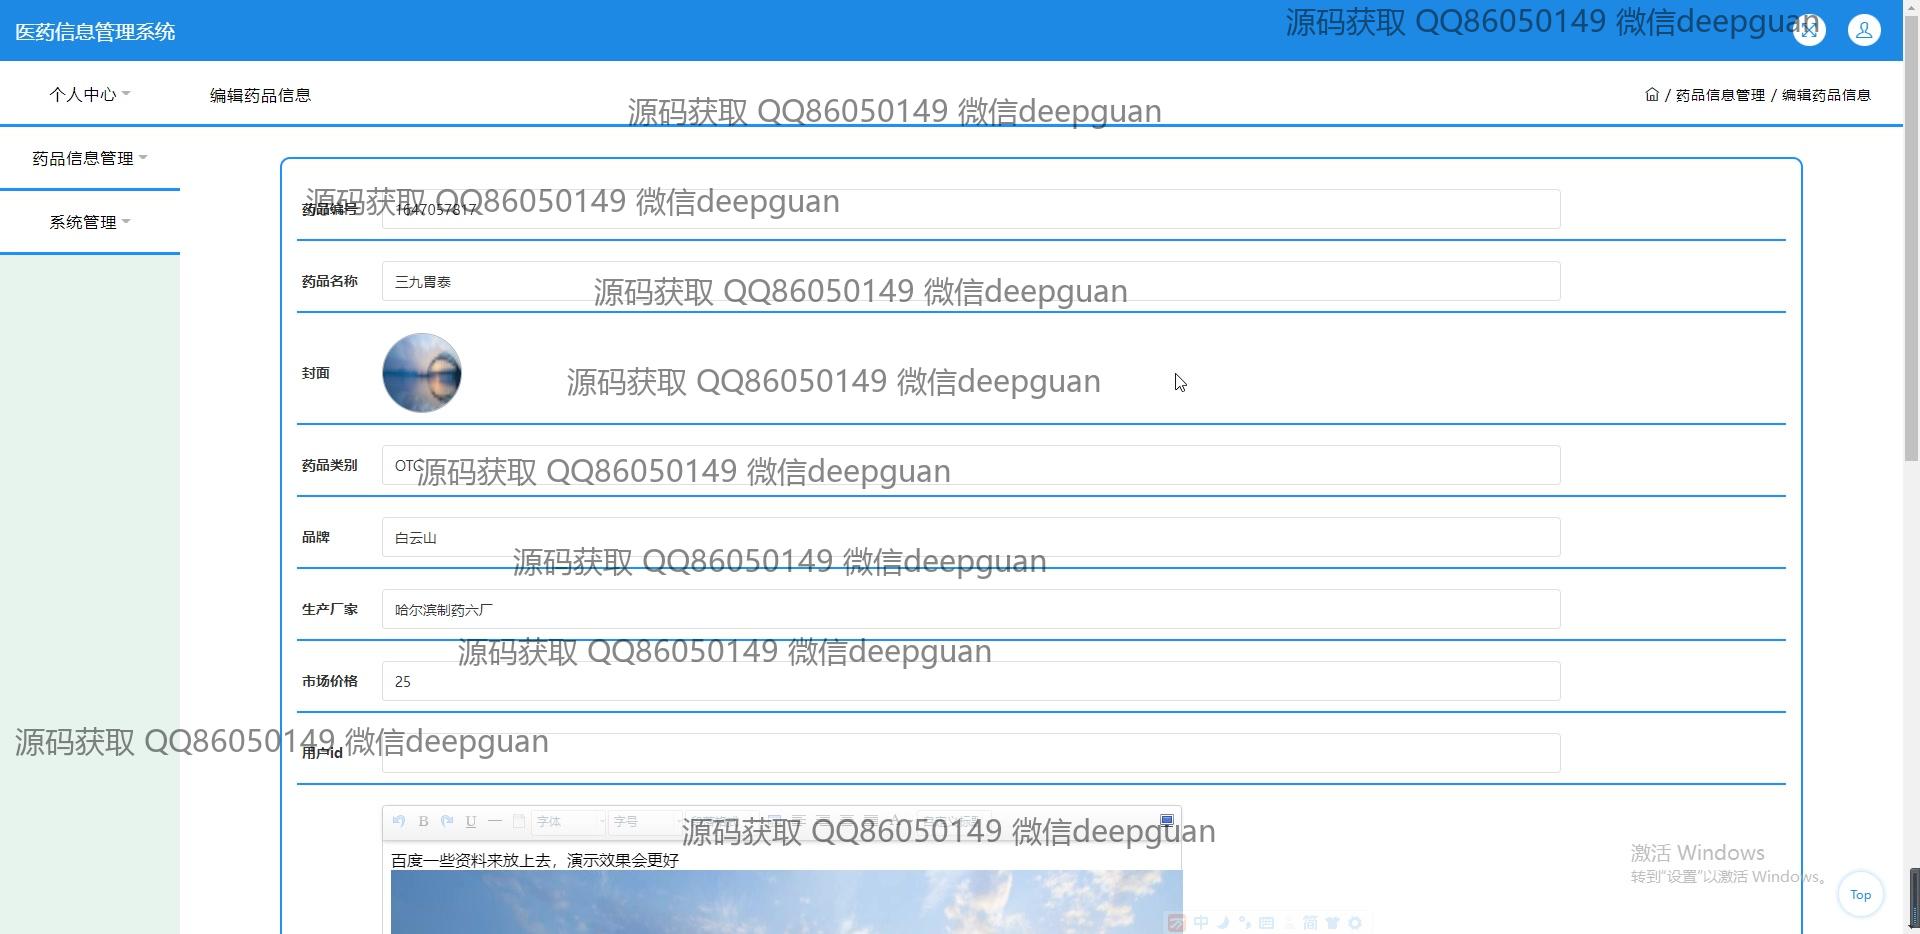 医药信息管理系统
源码获取 QQ86050149 微信deepguan
个人中心
编辑药品信息
/ 药品信息管理 / 编辑药品信息
源码获取 QQ86050149 微信deepguan
药品信息管理
系统管理
源码获取 QQ86050149 微信deepguan
药品编号 1647057817
药品名称 三九胃泰
源码获取 QQ86050149 微信deepguan
封面
源码获取 QQ86050149 微信deepguan
药品类别 OTC
源码获取 QQ86050149 微信deepguan
品牌 白云山
源码获取 QQ86050149 微信deepguan
生产厂家 哈尔滨制药六厂
源码获取 QQ86050149 微信deepguan
市场价格 25
源码获取 QQ86050149 微信deepguan
用户id
B U 字体 字号
源码获取 QQ86050149 微信deepguan
百度一些资料来放上去，演示效果会更好
激活 Windows
转到“设置”以激活 Windows。
Top
中 简